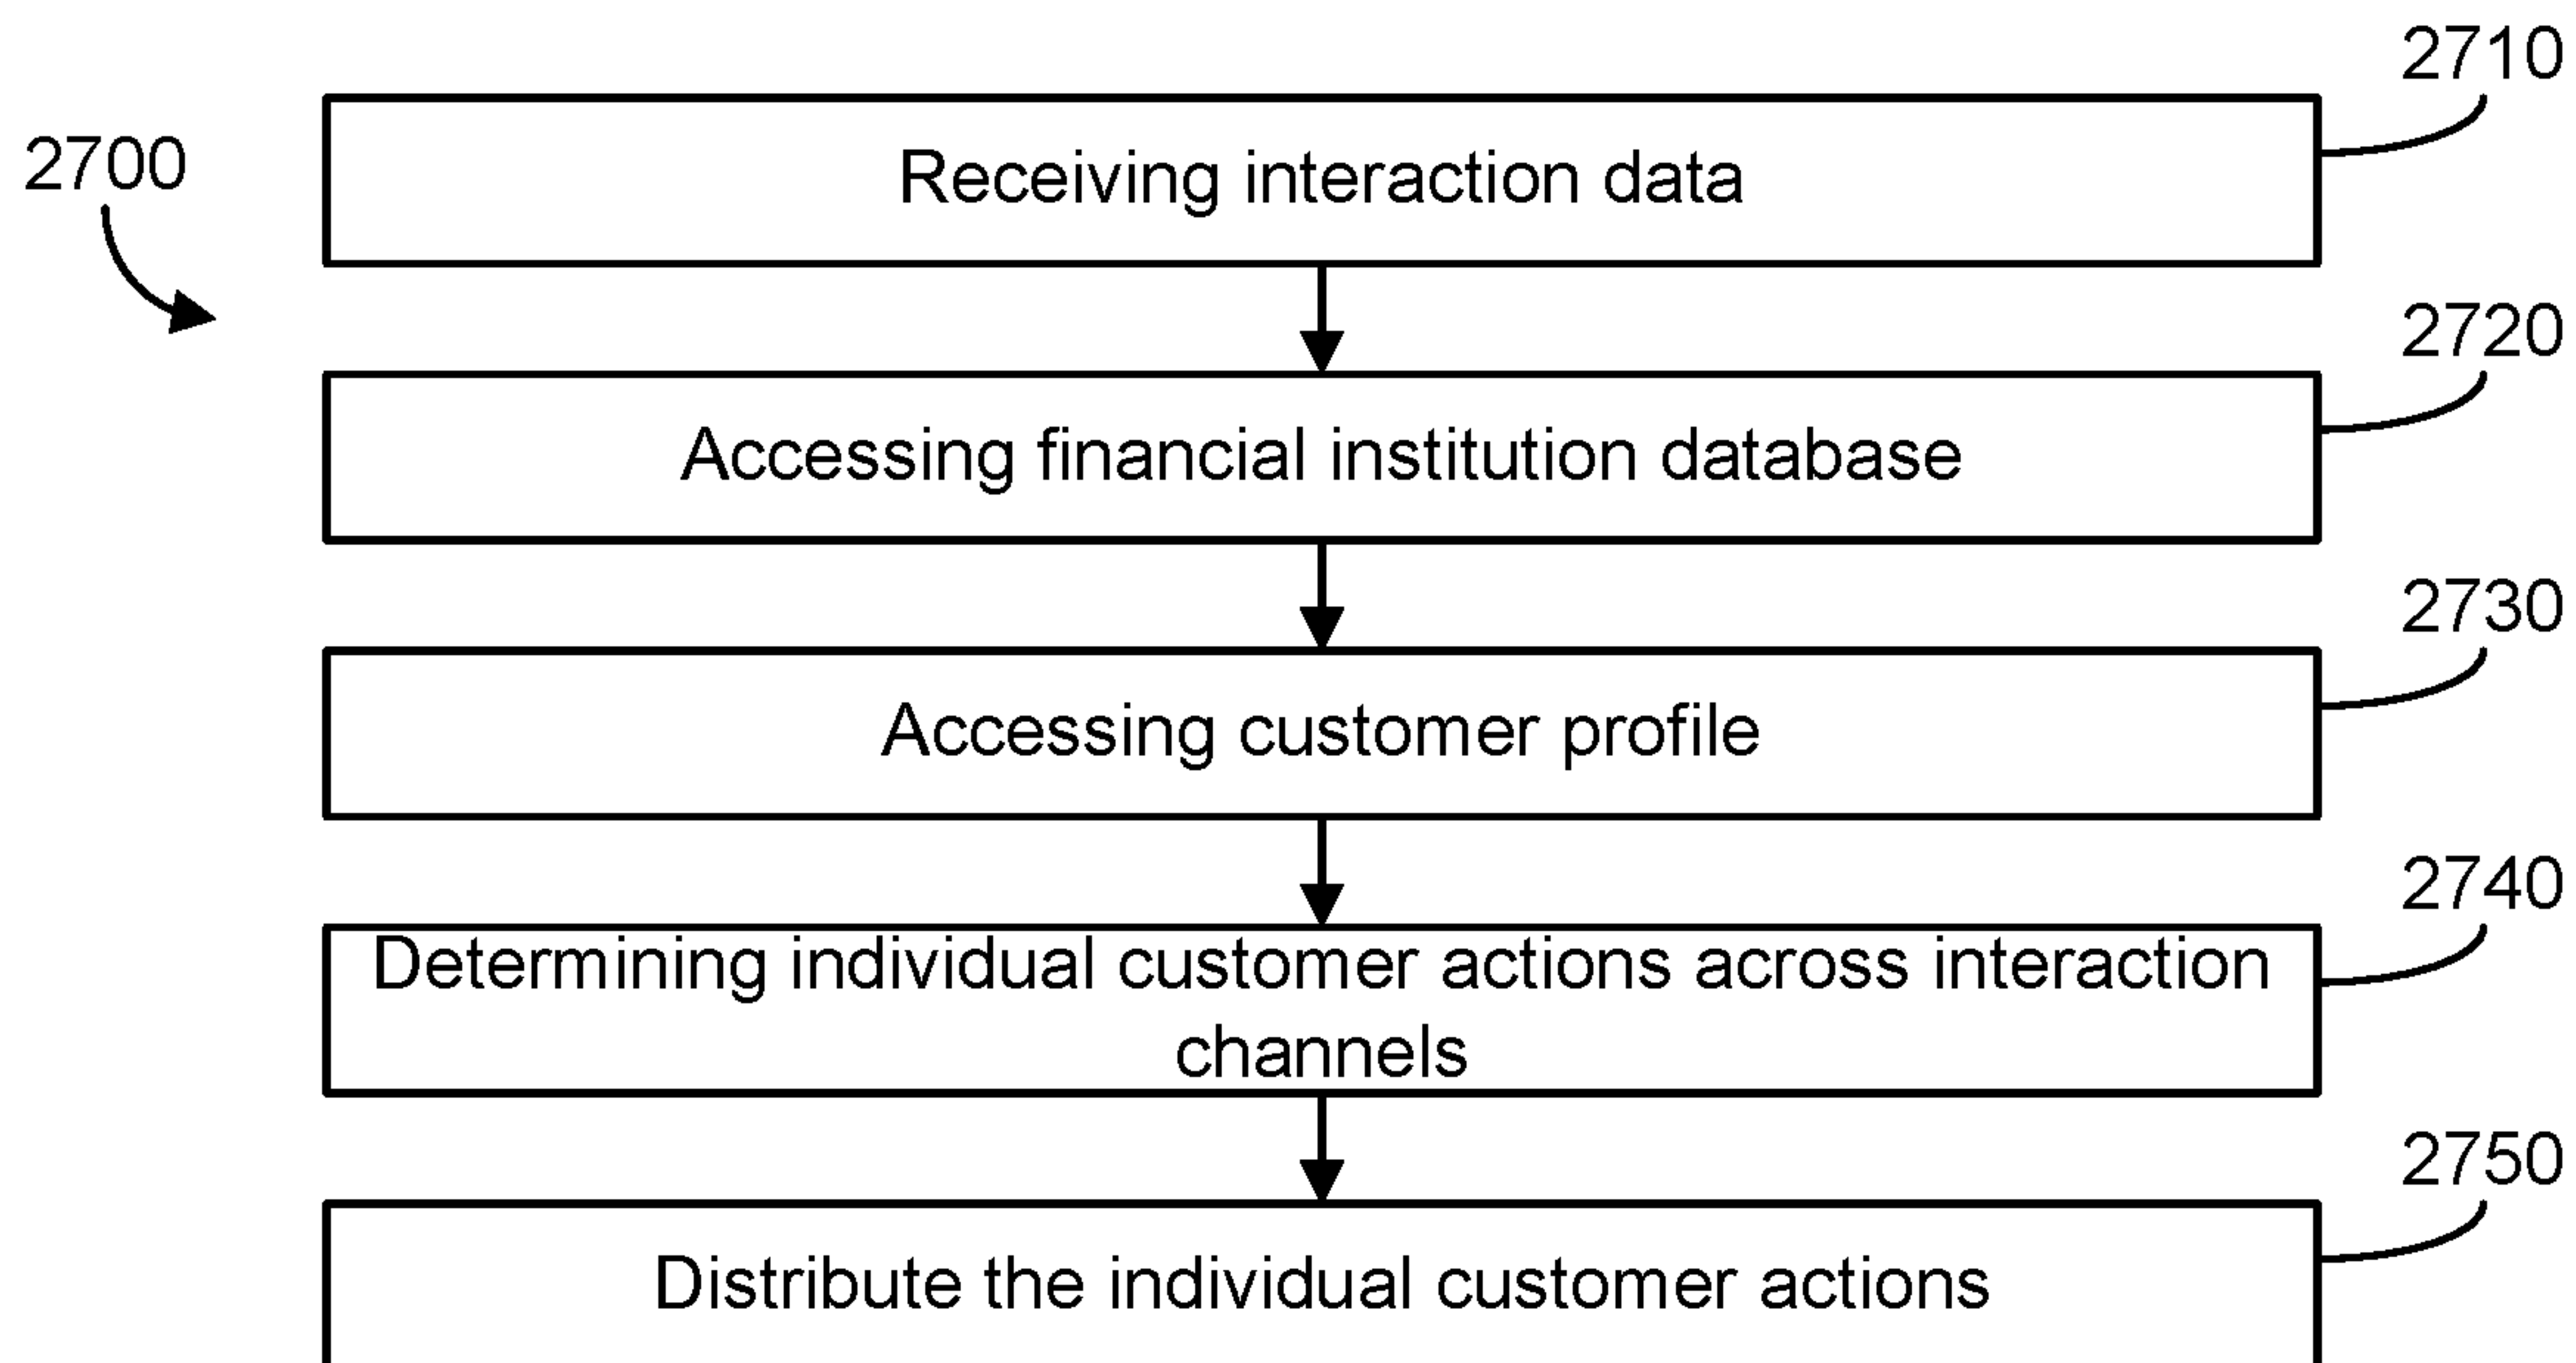 2710
2700
Receiving interaction data
2720
Accessing financial institution database
2730
Accessing customer profile
2740
Determining individual customer actions across interaction
channels
2750
Distribute the individual customer actions